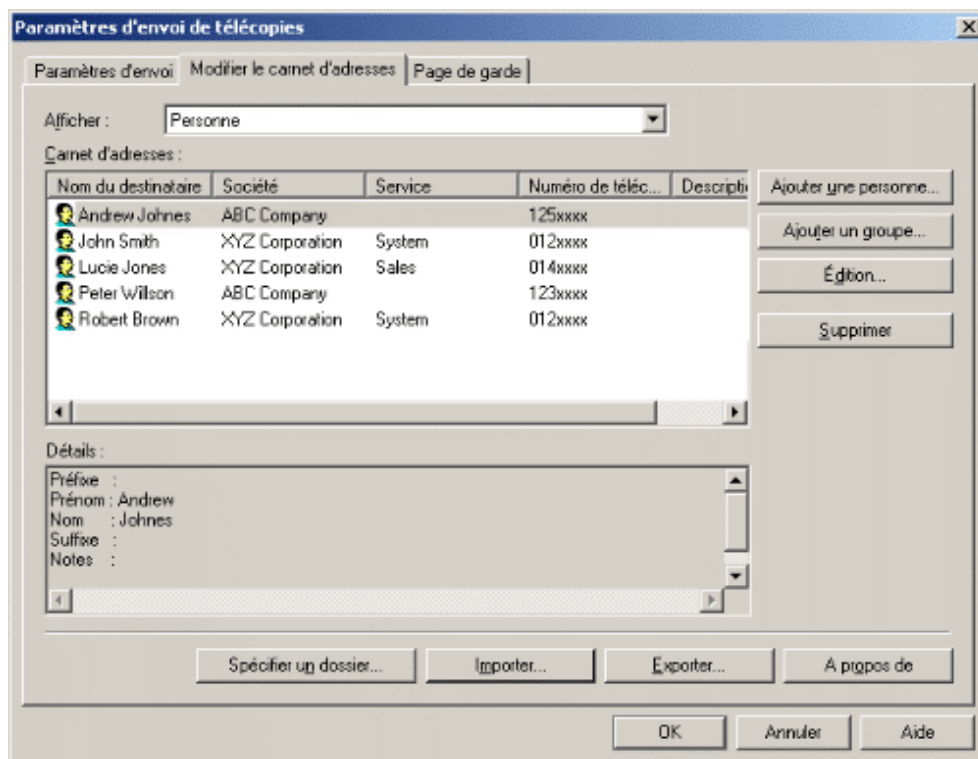 Paramètres d'envoi de télécopies
Paramètres d'envoi Modifier le carnet d'adresses Page de garde
Afficher : Personne
Carnet d'adresses :
Nom du destinataire Société Service Numéro de téléc... Descripti
Andrew Johnes ABC Company 125xxxx
John Smith XYZ Corporation System 012xxxx
Lucie Jones XYZ Corporation Sales 014xxxx
Peter Willson ABC Company 123xxxx
Robert Brown XYZ Corporation System 012xxxx
Ajouter une personne...
Ajouter un groupe...
Édition...
Supprimer
Détails :
Préfixe :
Prénom : Andrew
Nom : Johnes
Suffixe :
Notes :
Spécifier un dossier... Importer... Exporter... A propos de
OK Annuler Aide